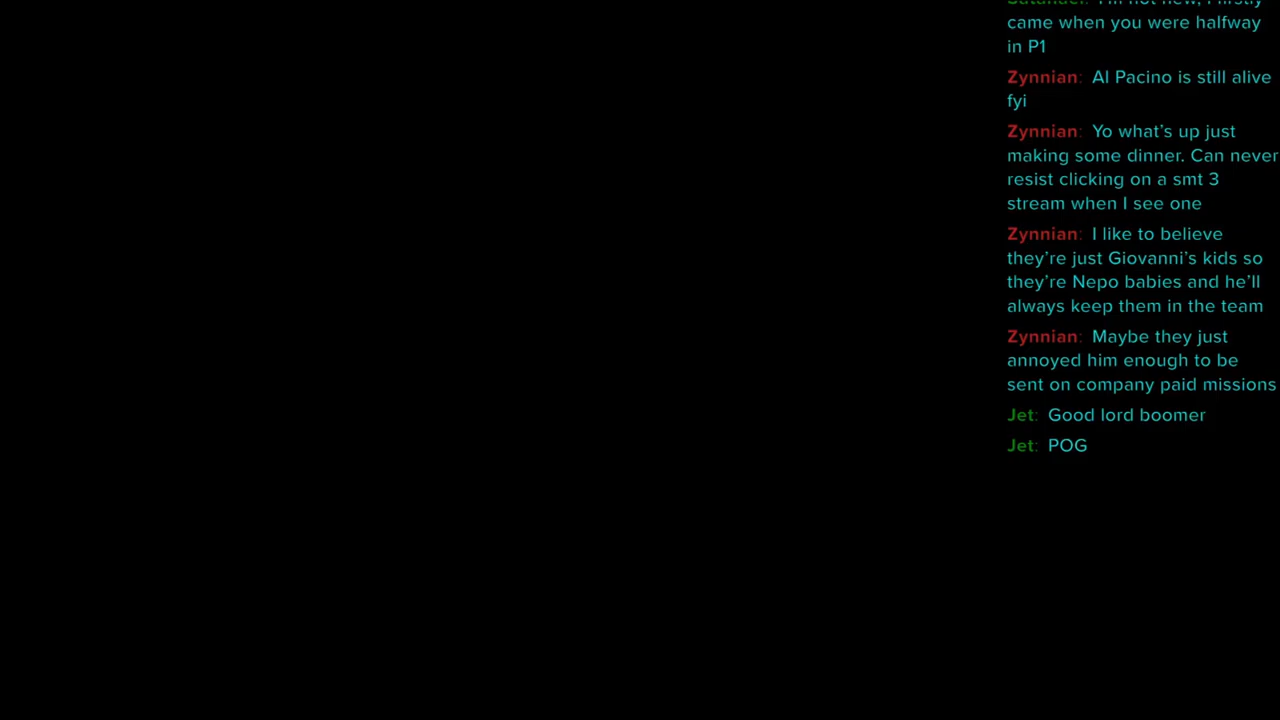 came when you were halfway
in P1
Zynnian: Al Pacino is still alive
fyi
Zynnian: Yo what's up just
making some dinner. Can never
resist clicking on a smt 3
stream when I see one
Zynnian: I like to believe
they're just Giovanni's kids so
they're Nepo babies and he'll
always keep them in the team
Zynnian: Maybe they just
annoyed him enough to be
sent on company paid missions
Jet: Good lord boomer
Jet: POG